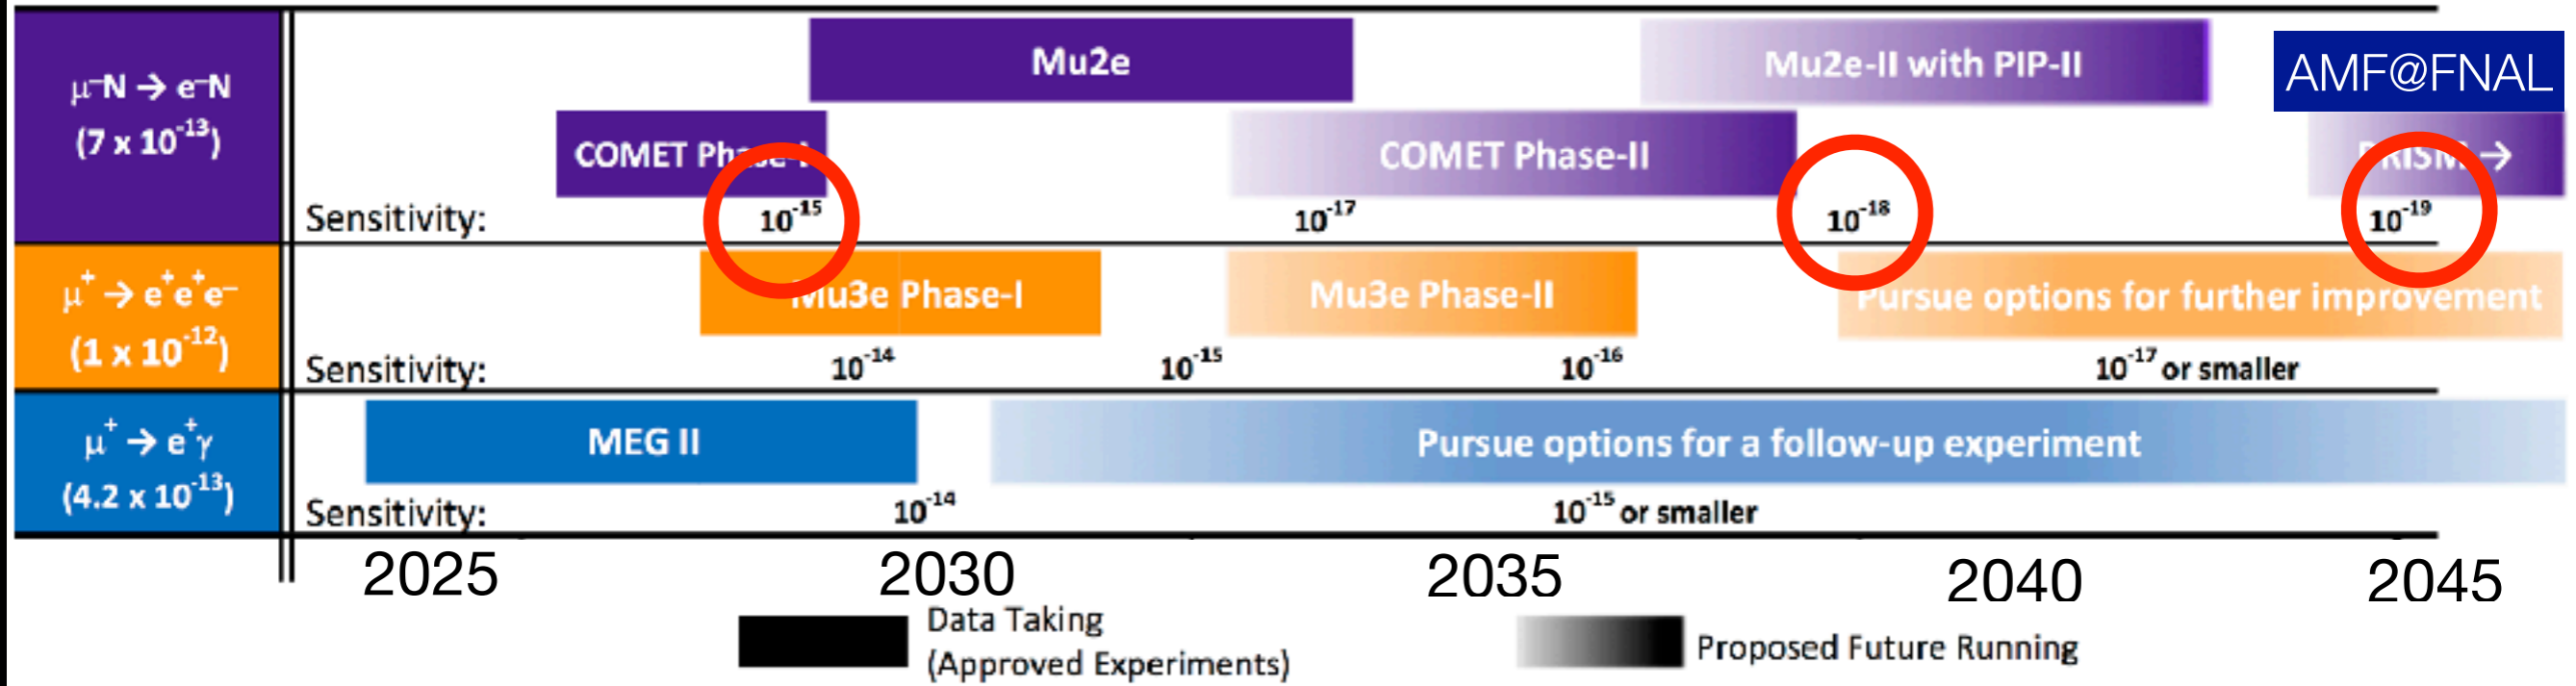 μ⁻N → e⁻N
(7 x 10⁻¹³)
Mu2e
Mu2e-II with PIP-II
AMF@FNAL
COMET Phase-I
COMET Phase-II
PRISM →
Sensitivity:
10⁻¹⁵
10⁻¹⁷
10⁻¹⁸
10⁻¹⁹
μ⁺ → e⁺e⁺e⁻
(1 x 10⁻¹²)
Mu3e Phase-I
Mu3e Phase-II
Pursue options for further improvement
Sensitivity:
10⁻¹⁴
10⁻¹⁵
10⁻¹⁶
10⁻¹⁷ or smaller
μ⁺ → e⁺γ
(4.2 x 10⁻¹³)
MEG II
Pursue options for a follow-up experiment
Sensitivity:
10⁻¹⁴
10⁻¹⁵ or smaller
2025
2030
2035
2040
2045
Data Taking
(Approved Experiments)
Proposed Future Running